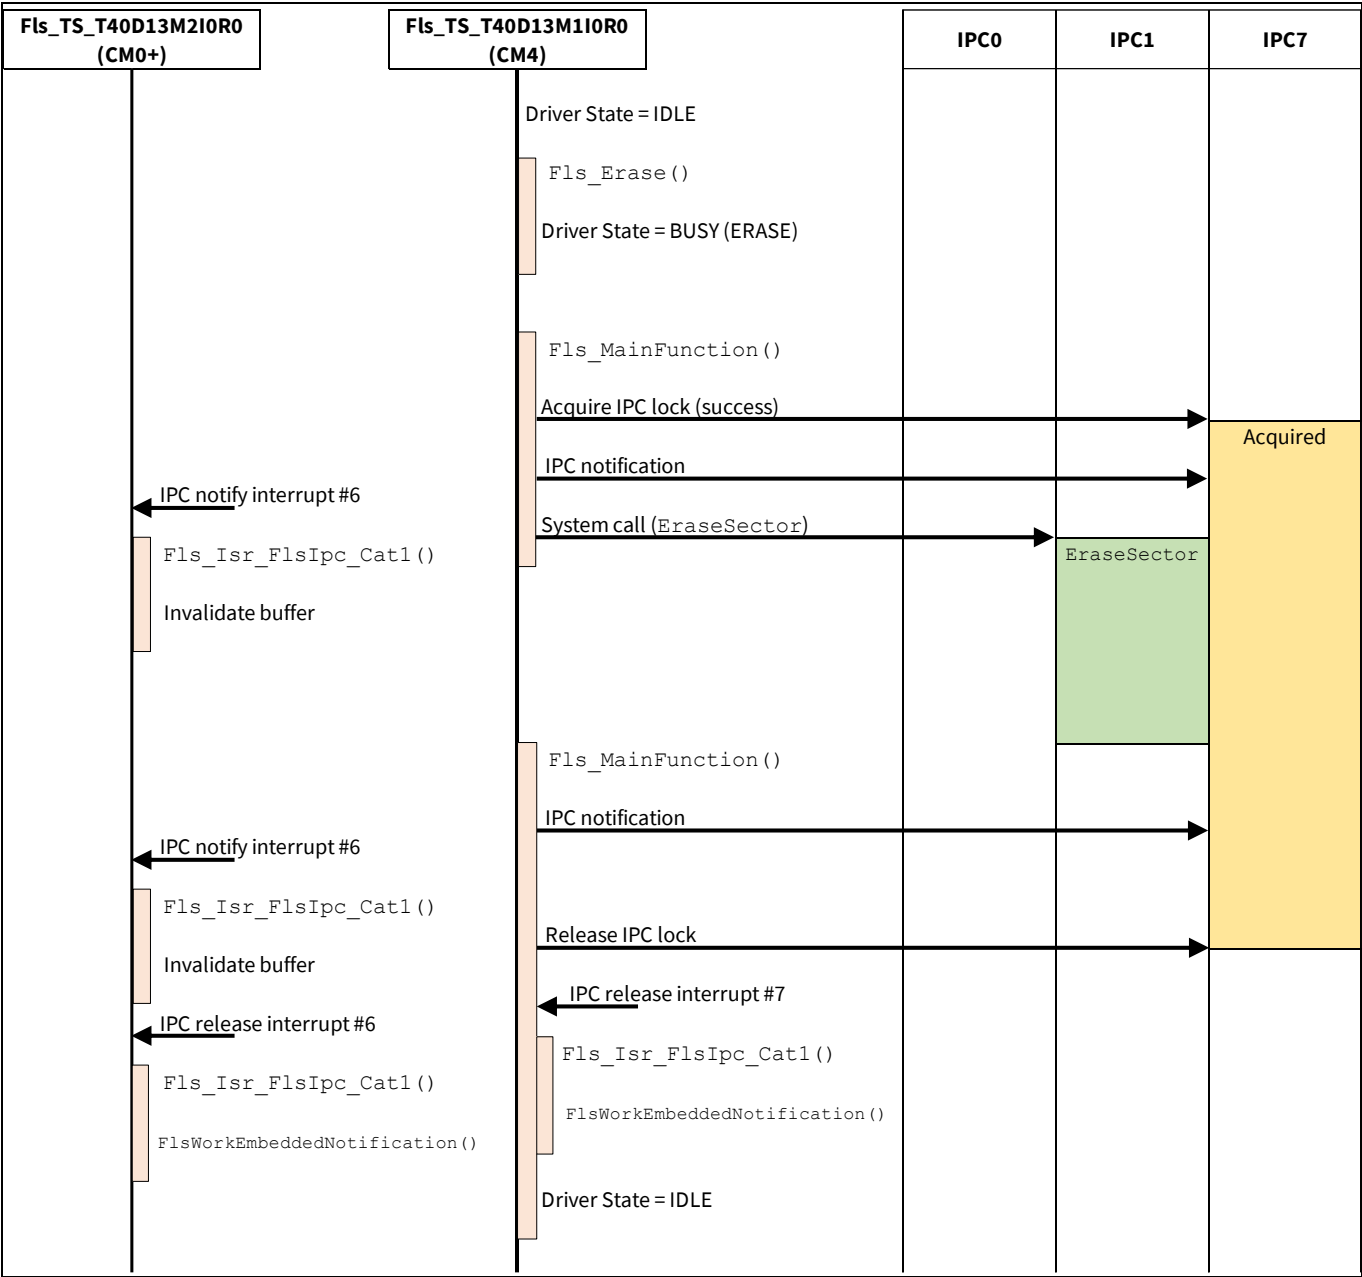 Fls_TS_T40D13M2I0R0
(CM0+)
Fls_TS_T40D13M1I0R0
(CM4)
IPC0
IPC1
IPC7
Driver State = IDLE
Fls_Erase()
Driver State = BUSY (ERASE)
Fls_MainFunction()
Acquire IPC lock (success)
Acquired
IPC notification
IPC notify interrupt #6
System call (EraseSector)
Fls_Isr_FlsIpc_Cat1()
EraseSector
Invalidate buffer
Fls_MainFunction()
IPC notification
IPC notify interrupt #6
Fls_Isr_FlsIpc_Cat1()
Release IPC lock
Invalidate buffer
IPC release interrupt #7
IPC release interrupt #6
Fls_Isr_FlsIpc_Cat1()
Fls_Isr_FlsIpc_Cat1()
FlsWorkEmbeddedNotification()
FlsWorkEmbeddedNotification()
Driver State = IDLE